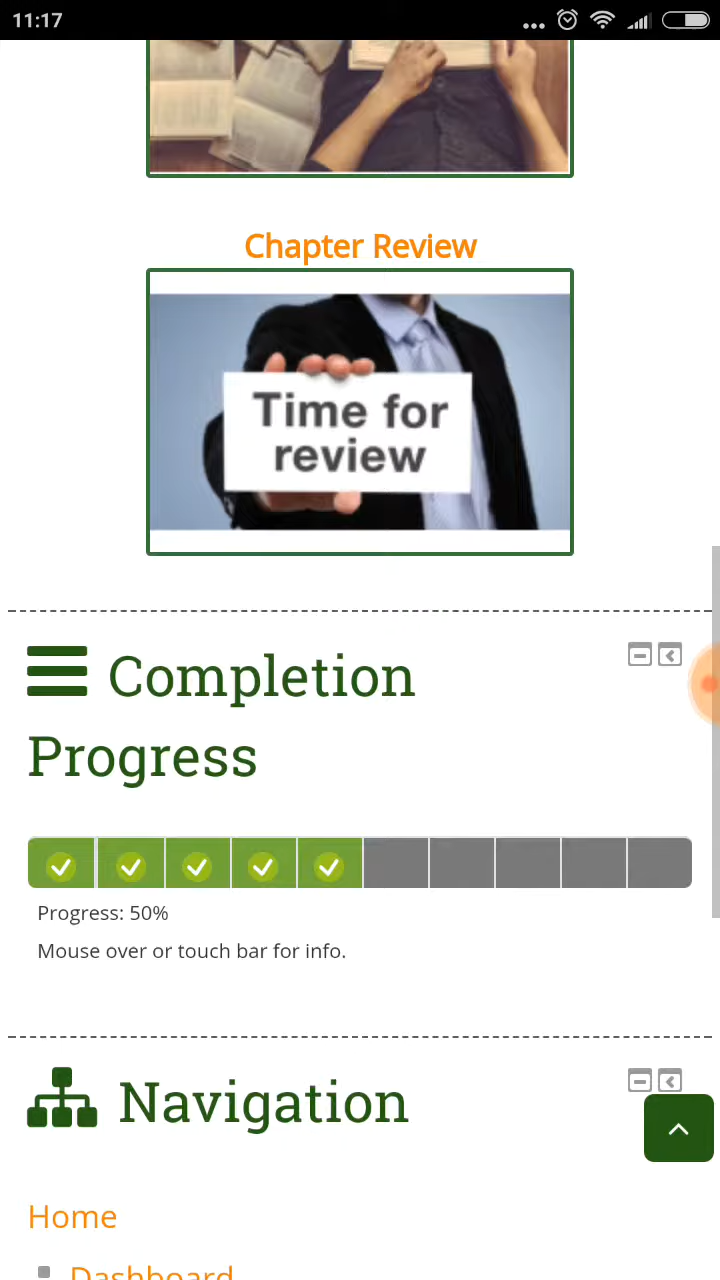 11:17
Chapter Review
Time for
review
Completion
Progress
Progress: 50%
Mouse over or touch bar for info.
Navigation
Home
Dashboard